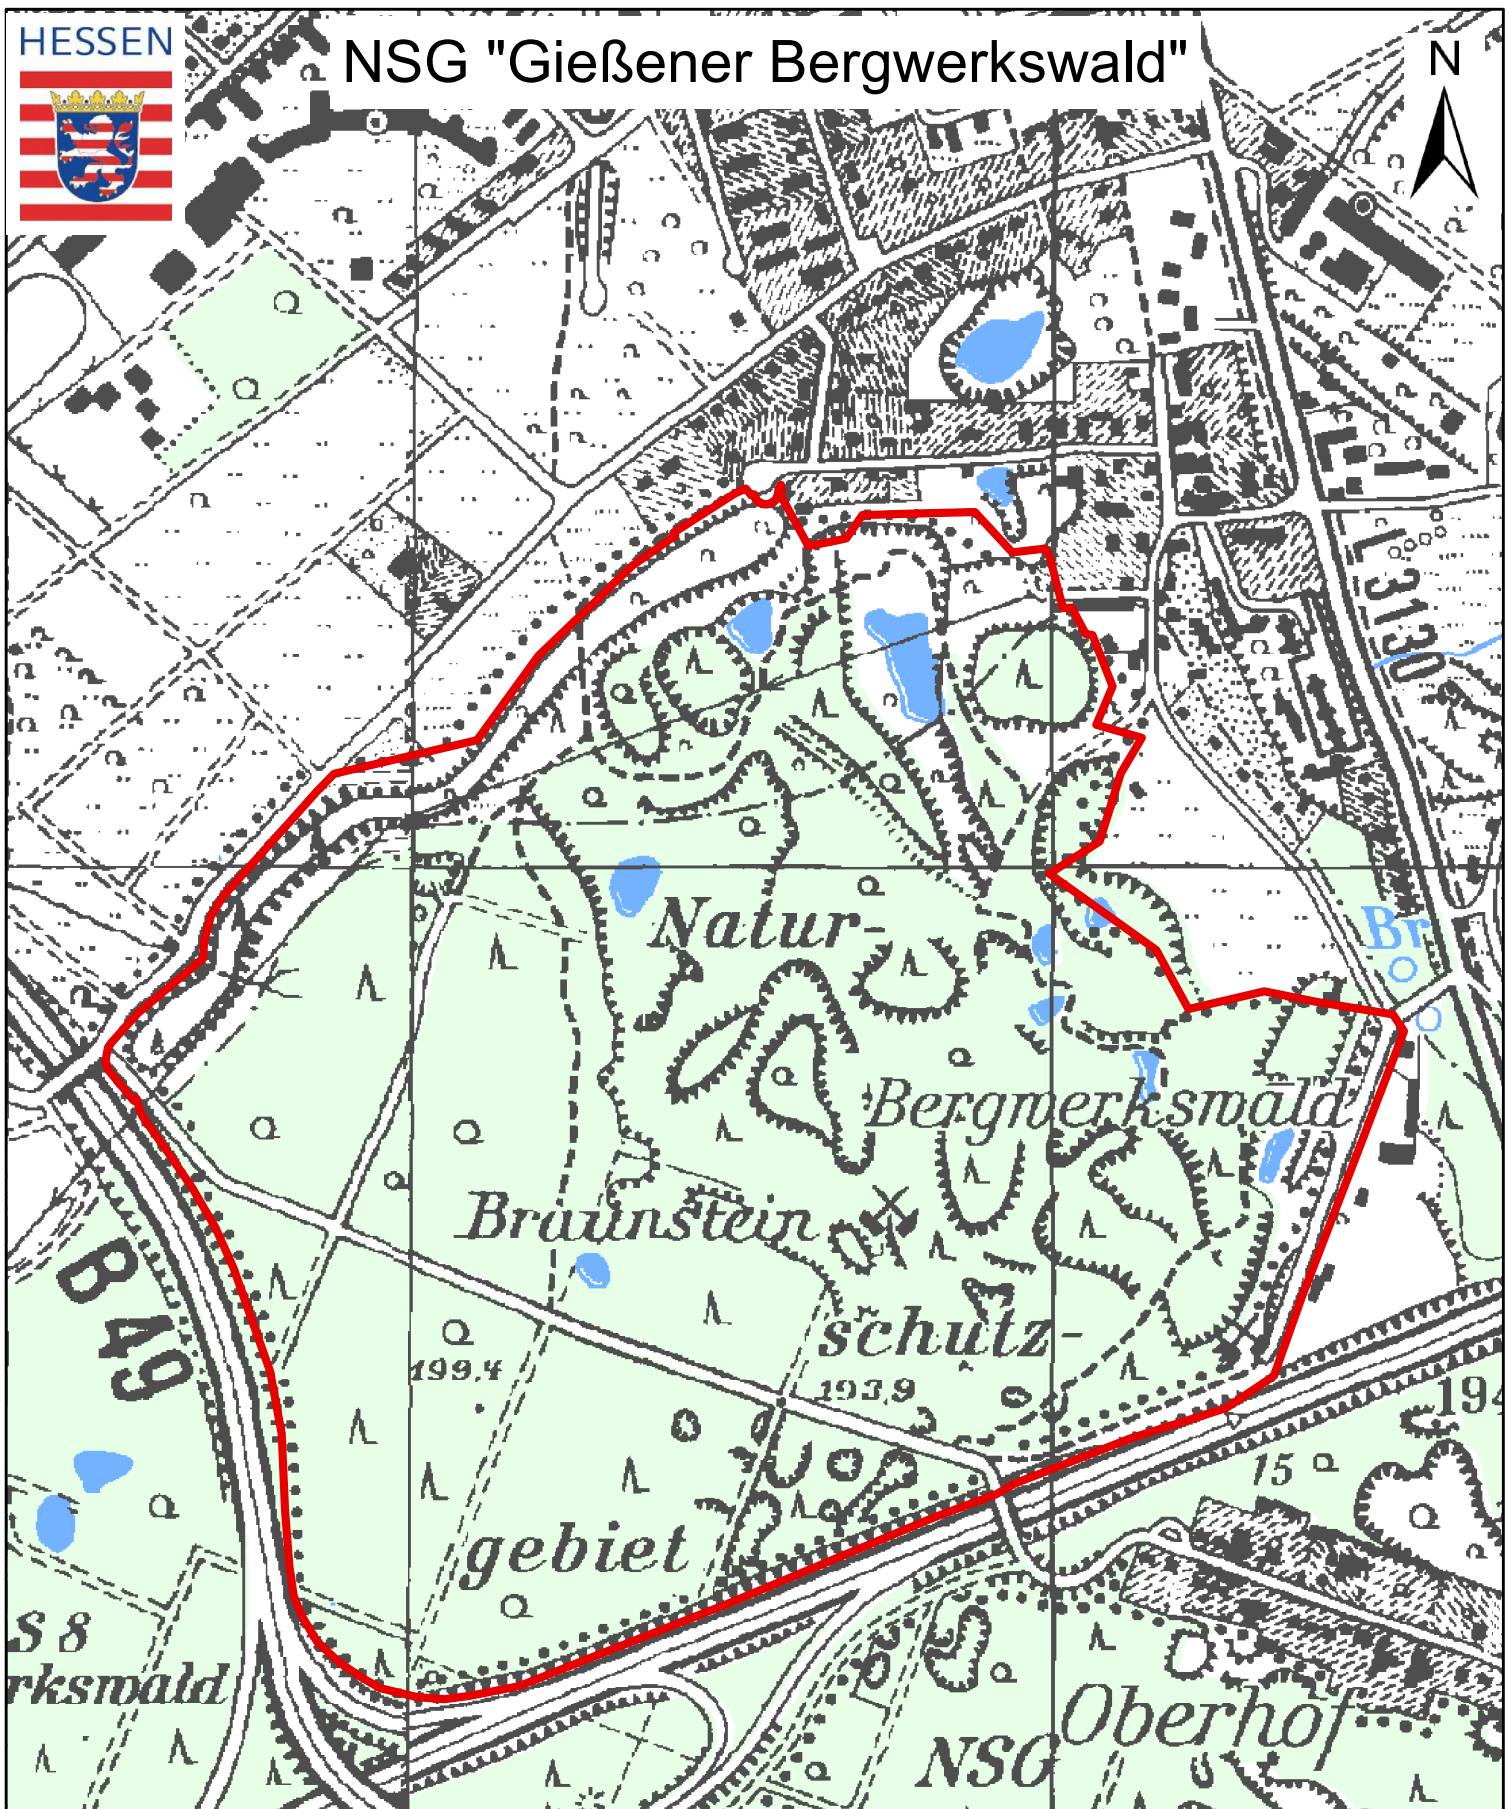 HESSEN
NSG "Gießener Bergwerkswald"
N
L 3130
Br
Natur-
Bergwerkswald
Braunstein
B 49
schutz-
199,4
193,9
194
15
gebiet
S 8
rkswald
Oberhof
NSG